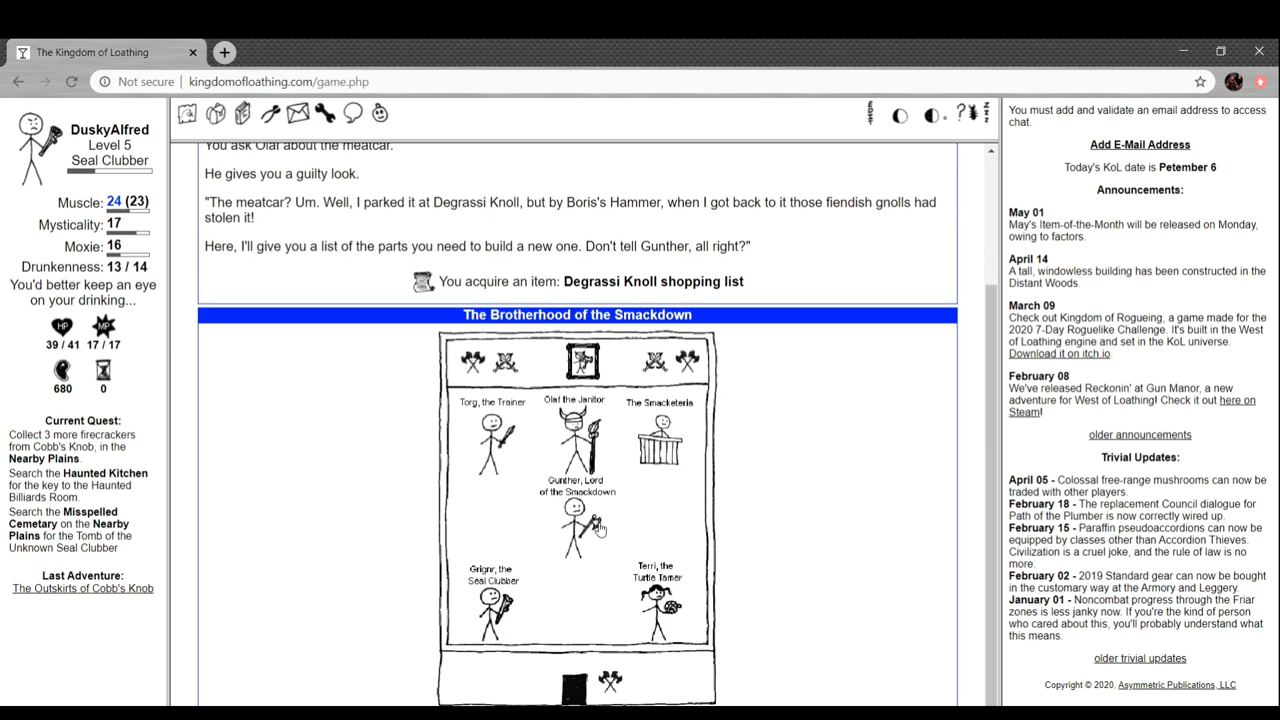 The Kingdom of Loathing
Not secure
kingdomofloathing.com/game.php
DuskyAlfred
Level 5
Seal Clubber
Muscle: 24 (23)
Mysticality: 17
Moxie: 16
Drunkenness: 13 / 14
You'd better keep an eye
on your drinking...
HP
MP
39 / 41
17 / 17
680
0
Current Quest:
Collect 3 more firecrackers
from Cobb's Knob, in the
Nearby Plains.
Search the Haunted Kitchen
for the key to the Haunted
Billiards Room.
Search the Misspelled
Cemetary on the Nearby
Plains for the Tomb of the
Unknown Seal Clubber
Last Adventure:
The Outskirts of Cobb's Knob
You ask Olaf about the meatcar.
He gives you a guilty look.
"The meatcar? Um. Well, I parked it at Degrassi Knoll, but by Boris's Hammer, when I got back to it those fiendish gnolls had
stolen it!
Here, I'll give you a list of the parts you need to build a new one. Don't tell Gunther, all right?"
You acquire an item: Degrassi Knoll shopping list
The Brotherhood of the Smackdown
Torg, the Trainer
Olaf the Janitor
The Smacketeria
Gunther, Lord
of the Smackdown
Grignr, the
Seal Clubber
Terri, the
Turtle Tamer
You must add and validate an email address to access
chat.
Add E-Mail Address
Today's KoL date is Petember 6
Announcements:
May 01
May's Item-of-the-Month will be released on Monday,
owing to factors.
April 14
A tall, windowless building has been constructed in the
Distant Woods.
March 09
Check out Kingdom of Rogueing, a game made for the
2020 7-Day Roguelike Challenge. It's built in the West
of Loathing engine and set in the KoL universe.
Download it on itch.io.
February 08
We've released Reckonin' at Gun Manor, a new
adventure for West of Loathing! Check it out here on
Steam!
older announcements
Trivial Updates:
April 05 - Colossal free-range mushrooms can now be
traded with other players.
February 18 - The replacement Council dialogue for
Path of the Plumber is now correctly wired up.
February 15 - Paraffin pseudoaccordions can now be
equipped by classes other than Accordion Thieves.
Civilization is a cruel joke, and the rule of law is no
more.
February 02 - 2019 Standard gear can now be bought
in the customary way at the Armory and Leggery.
January 01 - Noncombat progress through the Friar
zones is less janky now. If you're the kind of person
who cared about this, you'll probably understand what
this means.
older trivial updates
Copyright © 2020, Asymmetric Publications, LLC